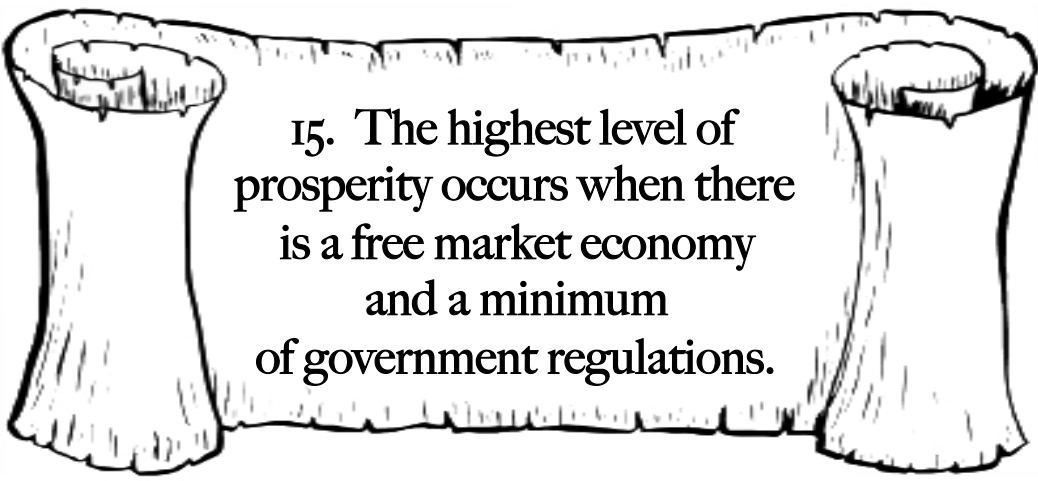 15. The highest level of
prosperity occurs when there
is a free market economy
and a minimum
of government regulations.